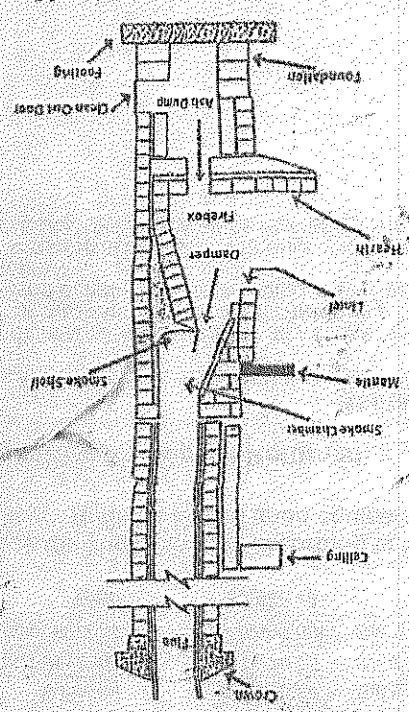 Crown
Flue
Ceiling
Smoke Chamber
Mantle
Smoke Shelf
Lintel
Damper
Hearth
Firebox
Ash Dump
Clean Out Door
Foundation
Footing